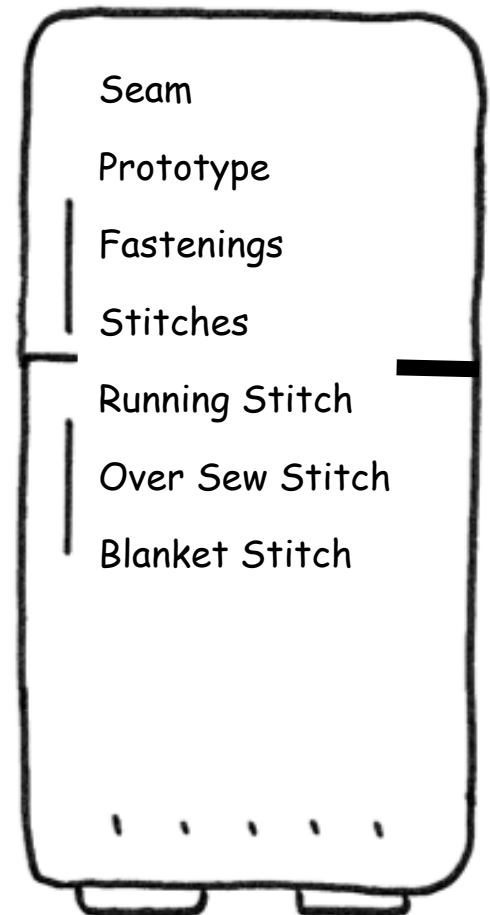 Seam
Prototype
Fastenings
Stitches
Running Stitch
Over Sew Stitch
Blanket Stitch